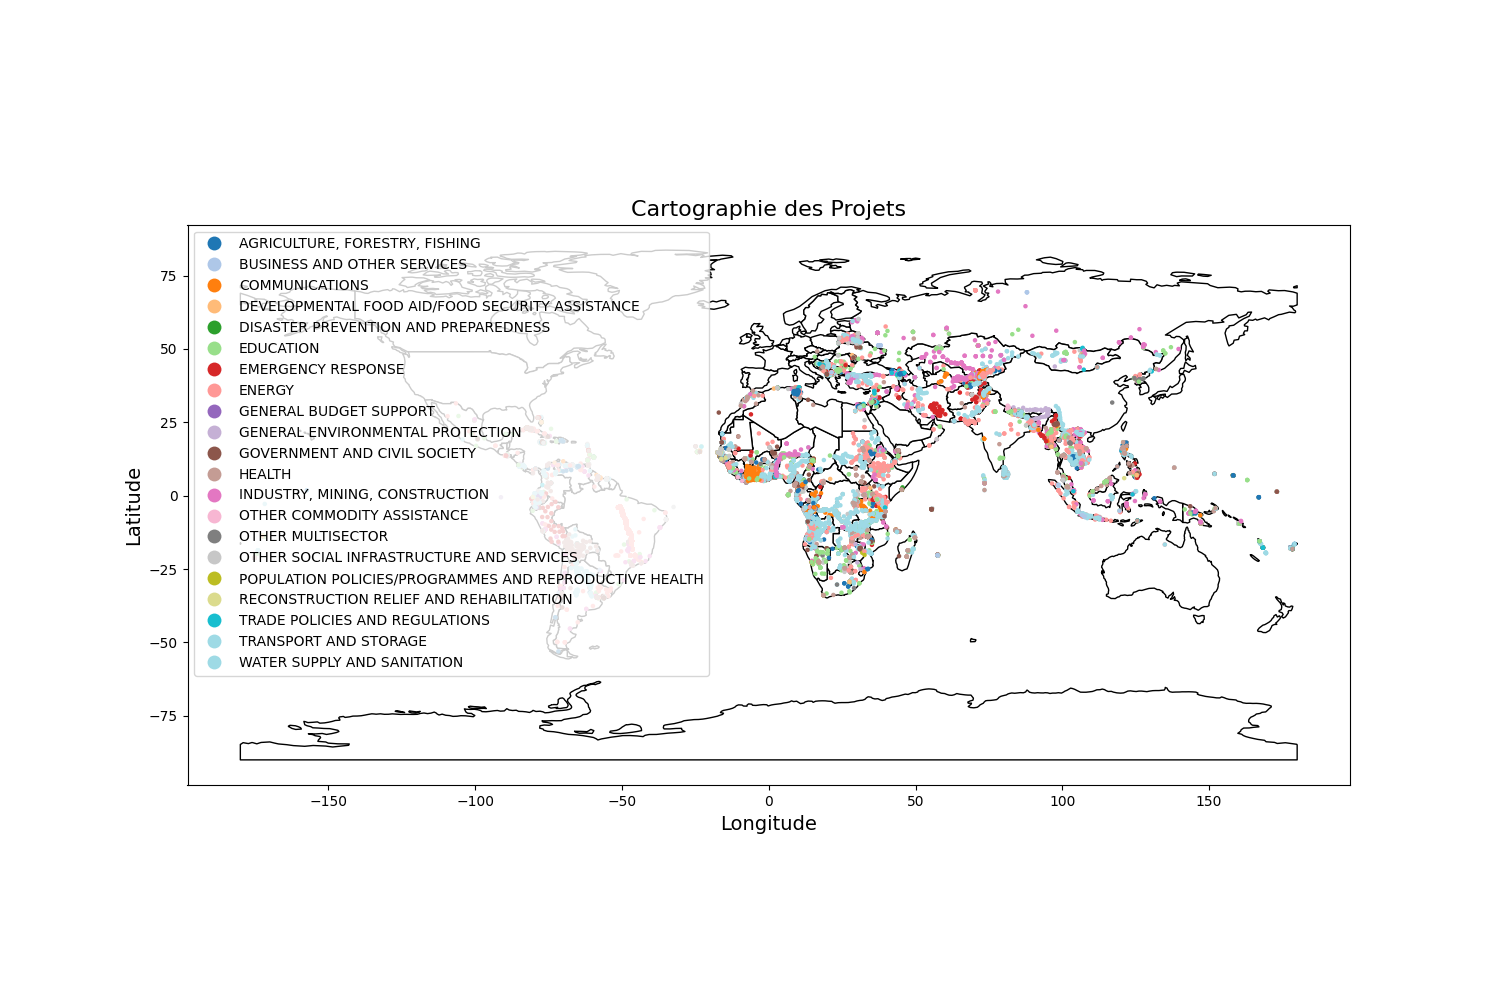 Cartographie des Projets
AGRICULTURE, FORESTRY, FISHING
BUSINESS AND OTHER SERVICES
COMMUNICATIONS
DEVELOPMENTAL FOOD AID/FOOD SECURITY ASSISTANCE
DISASTER PREVENTION AND PREPAREDNESS
EDUCATION
EMERGENCY RESPONSE
ENERGY
GENERAL BUDGET SUPPORT
GENERAL ENVIRONMENTAL PROTECTION
GOVERNMENT AND CIVIL SOCIETY
HEALTH
INDUSTRY, MINING, CONSTRUCTION
OTHER COMMODITY ASSISTANCE
OTHER MULTISECTOR
OTHER SOCIAL INFRASTRUCTURE AND SERVICES
POPULATION POLICIES/PROGRAMMES AND REPRODUCTIVE HEALTH
RECONSTRUCTION RELIEF AND REHABILITATION
TRADE POLICIES AND REGULATIONS
TRANSPORT AND STORAGE
WATER SUPPLY AND SANITATION
Latitude
75
50
25
0
−25
−50
−75
−150
−100
−50
0
50
100
150
Longitude